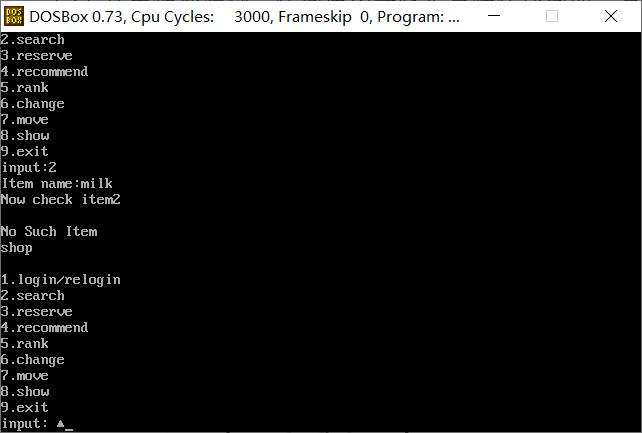 DOS
BOX
DOSBox 0.73, Cpu Cycles:    3000, Frameskip  0, Program: ...
2.search
3.reserve
4.recommend
5.rank
6.change
7.move
8.show
9.exit
input:2
Item name:milk
Now check item2

No Such Item
shop

1.login/relogin
2.search
3.reserve
4.recommend
5.rank
6.change
7.move
8.show
9.exit
input: ▲_